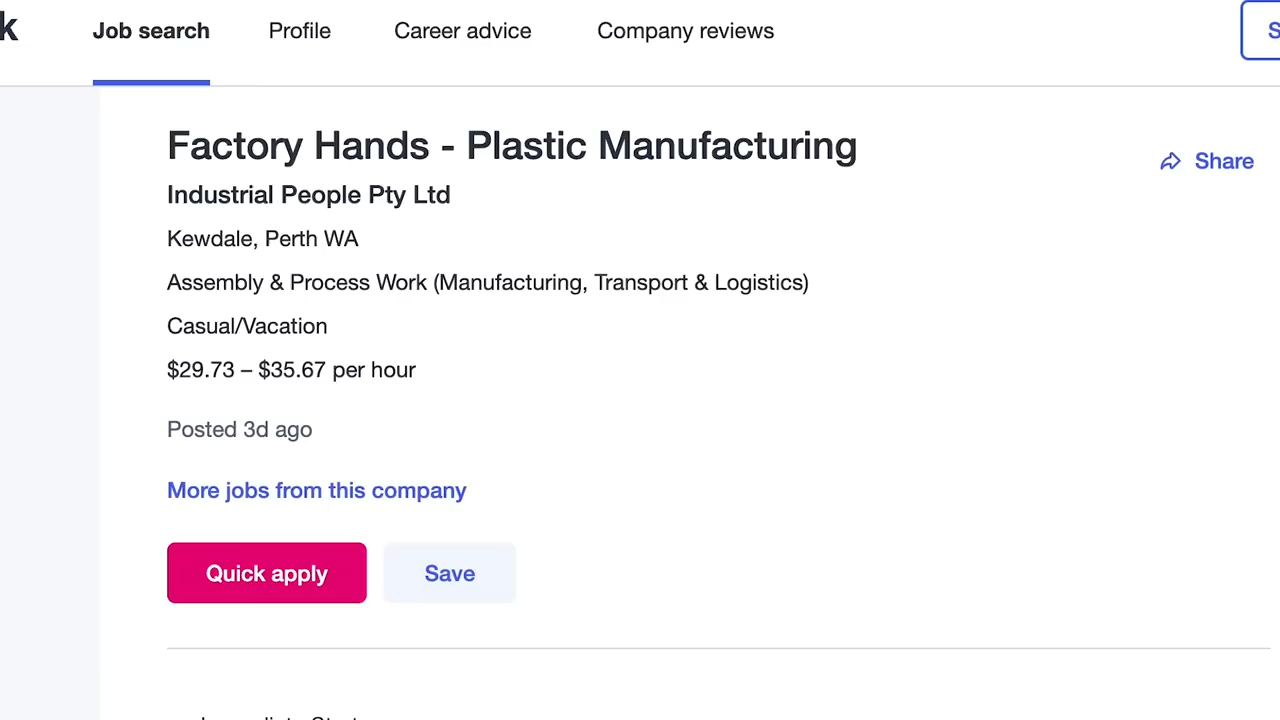 k Job search Profile Career advice Company reviews S
Factory Hands - Plastic Manufacturing
Share
Industrial People Pty Ltd
Kewdale, Perth WA
Assembly & Process Work (Manufacturing, Transport & Logistics)
Casual/Vacation
$29.73 – $35.67 per hour
Posted 3d ago
More jobs from this company
Quick apply Save